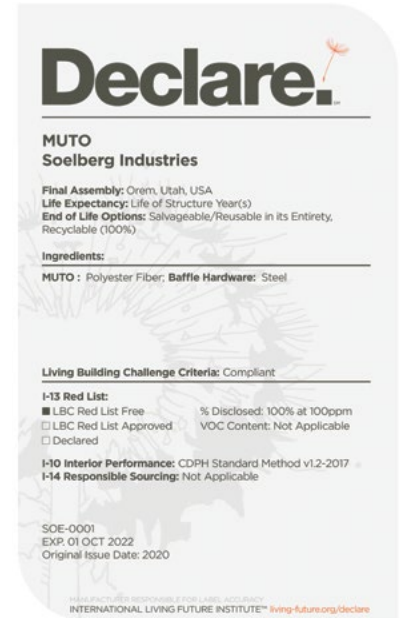 Declare.
MUTO
Soelberg Industries
Final Assembly: Orem, Utah, USA
Life Expectancy: Life of Structure Year(s)
End of Life Options: Salvageable/Reusable in its Entirety,
Recyclable (100%)
Ingredients:
MUTO : Polyester Fiber; Baffle Hardware: Steel
Living Building Challenge Criteria: Compliant
I-13 Red List:
■ LBC Red List Free % Disclosed: 100% at 100ppm
□ LBC Red List Approved VOC Content: Not Applicable
□ Declared
I-10 Interior Performance: CDPH Standard Method v1.2-2017
I-14 Responsible Sourcing: Not Applicable
SOE-0001
EXP. 01 OCT 2022
Original Issue Date: 2020
MANUFACTURER RESPONSIBLE FOR LABEL ACCURACY
INTERNATIONAL LIVING FUTURE INSTITUTE™ living-future.org/declare